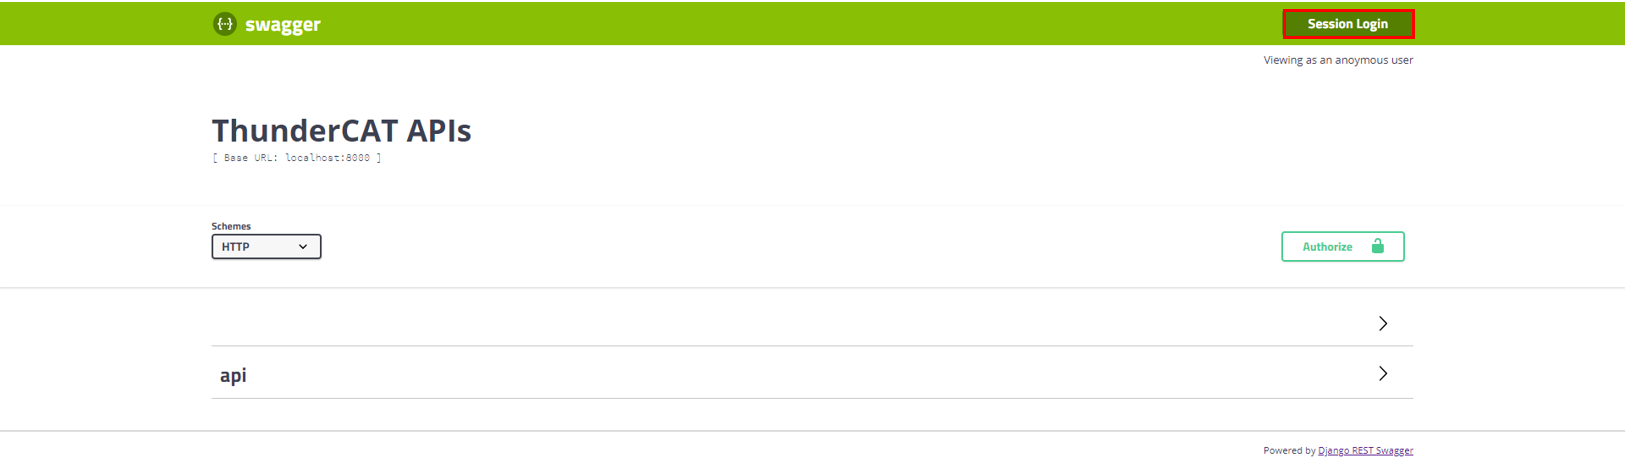 swagger
Session Login
Viewing as an anoymous user
ThunderCAT APIs
[ Base URL: localhost:8000 ]
Schemes
HTTP
Authorize
api
Powered by Django REST Swagger